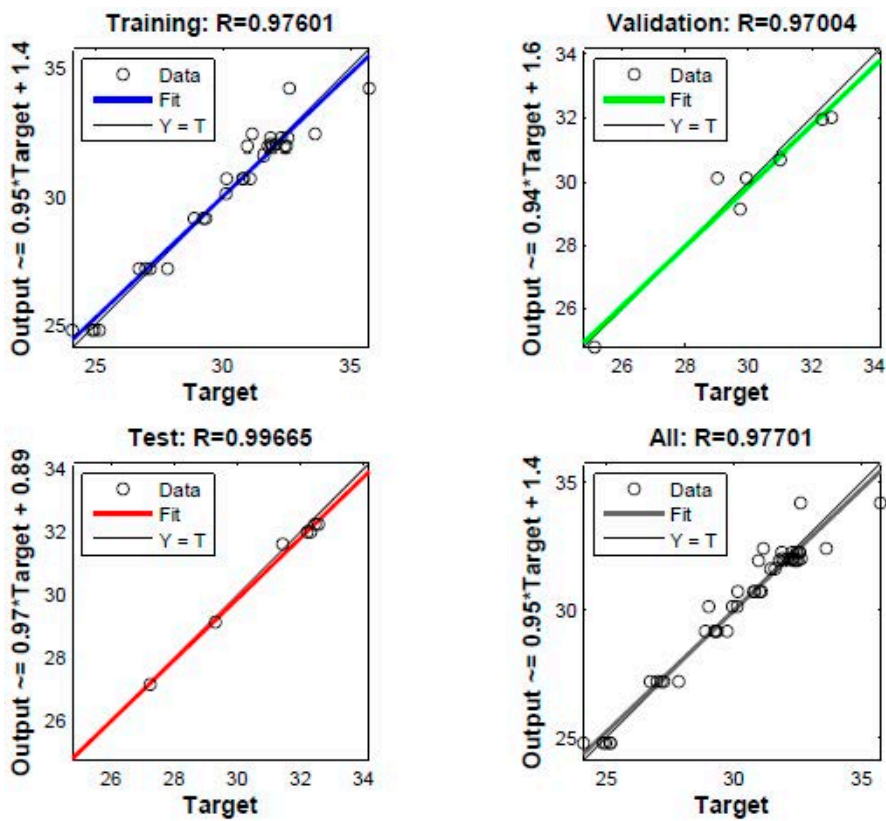 Training: R=0.97601
Output ~= 0.95*Target + 1.4
35
30
25
Data
Fit
Y = T
25
30
35
Target
Validation: R=0.97004
Output ~= 0.94*Target + 1.6
34
32
30
28
26
Data
Fit
Y = T
26
28
30
32
34
Target
Test: R=0.99665
Output ~= 0.97*Target + 0.89
34
32
30
28
26
Data
Fit
Y = T
26
28
30
32
34
Target
All: R=0.97701
Output ~= 0.95*Target + 1.4
35
30
25
Data
Fit
Y = T
25
30
35
Target